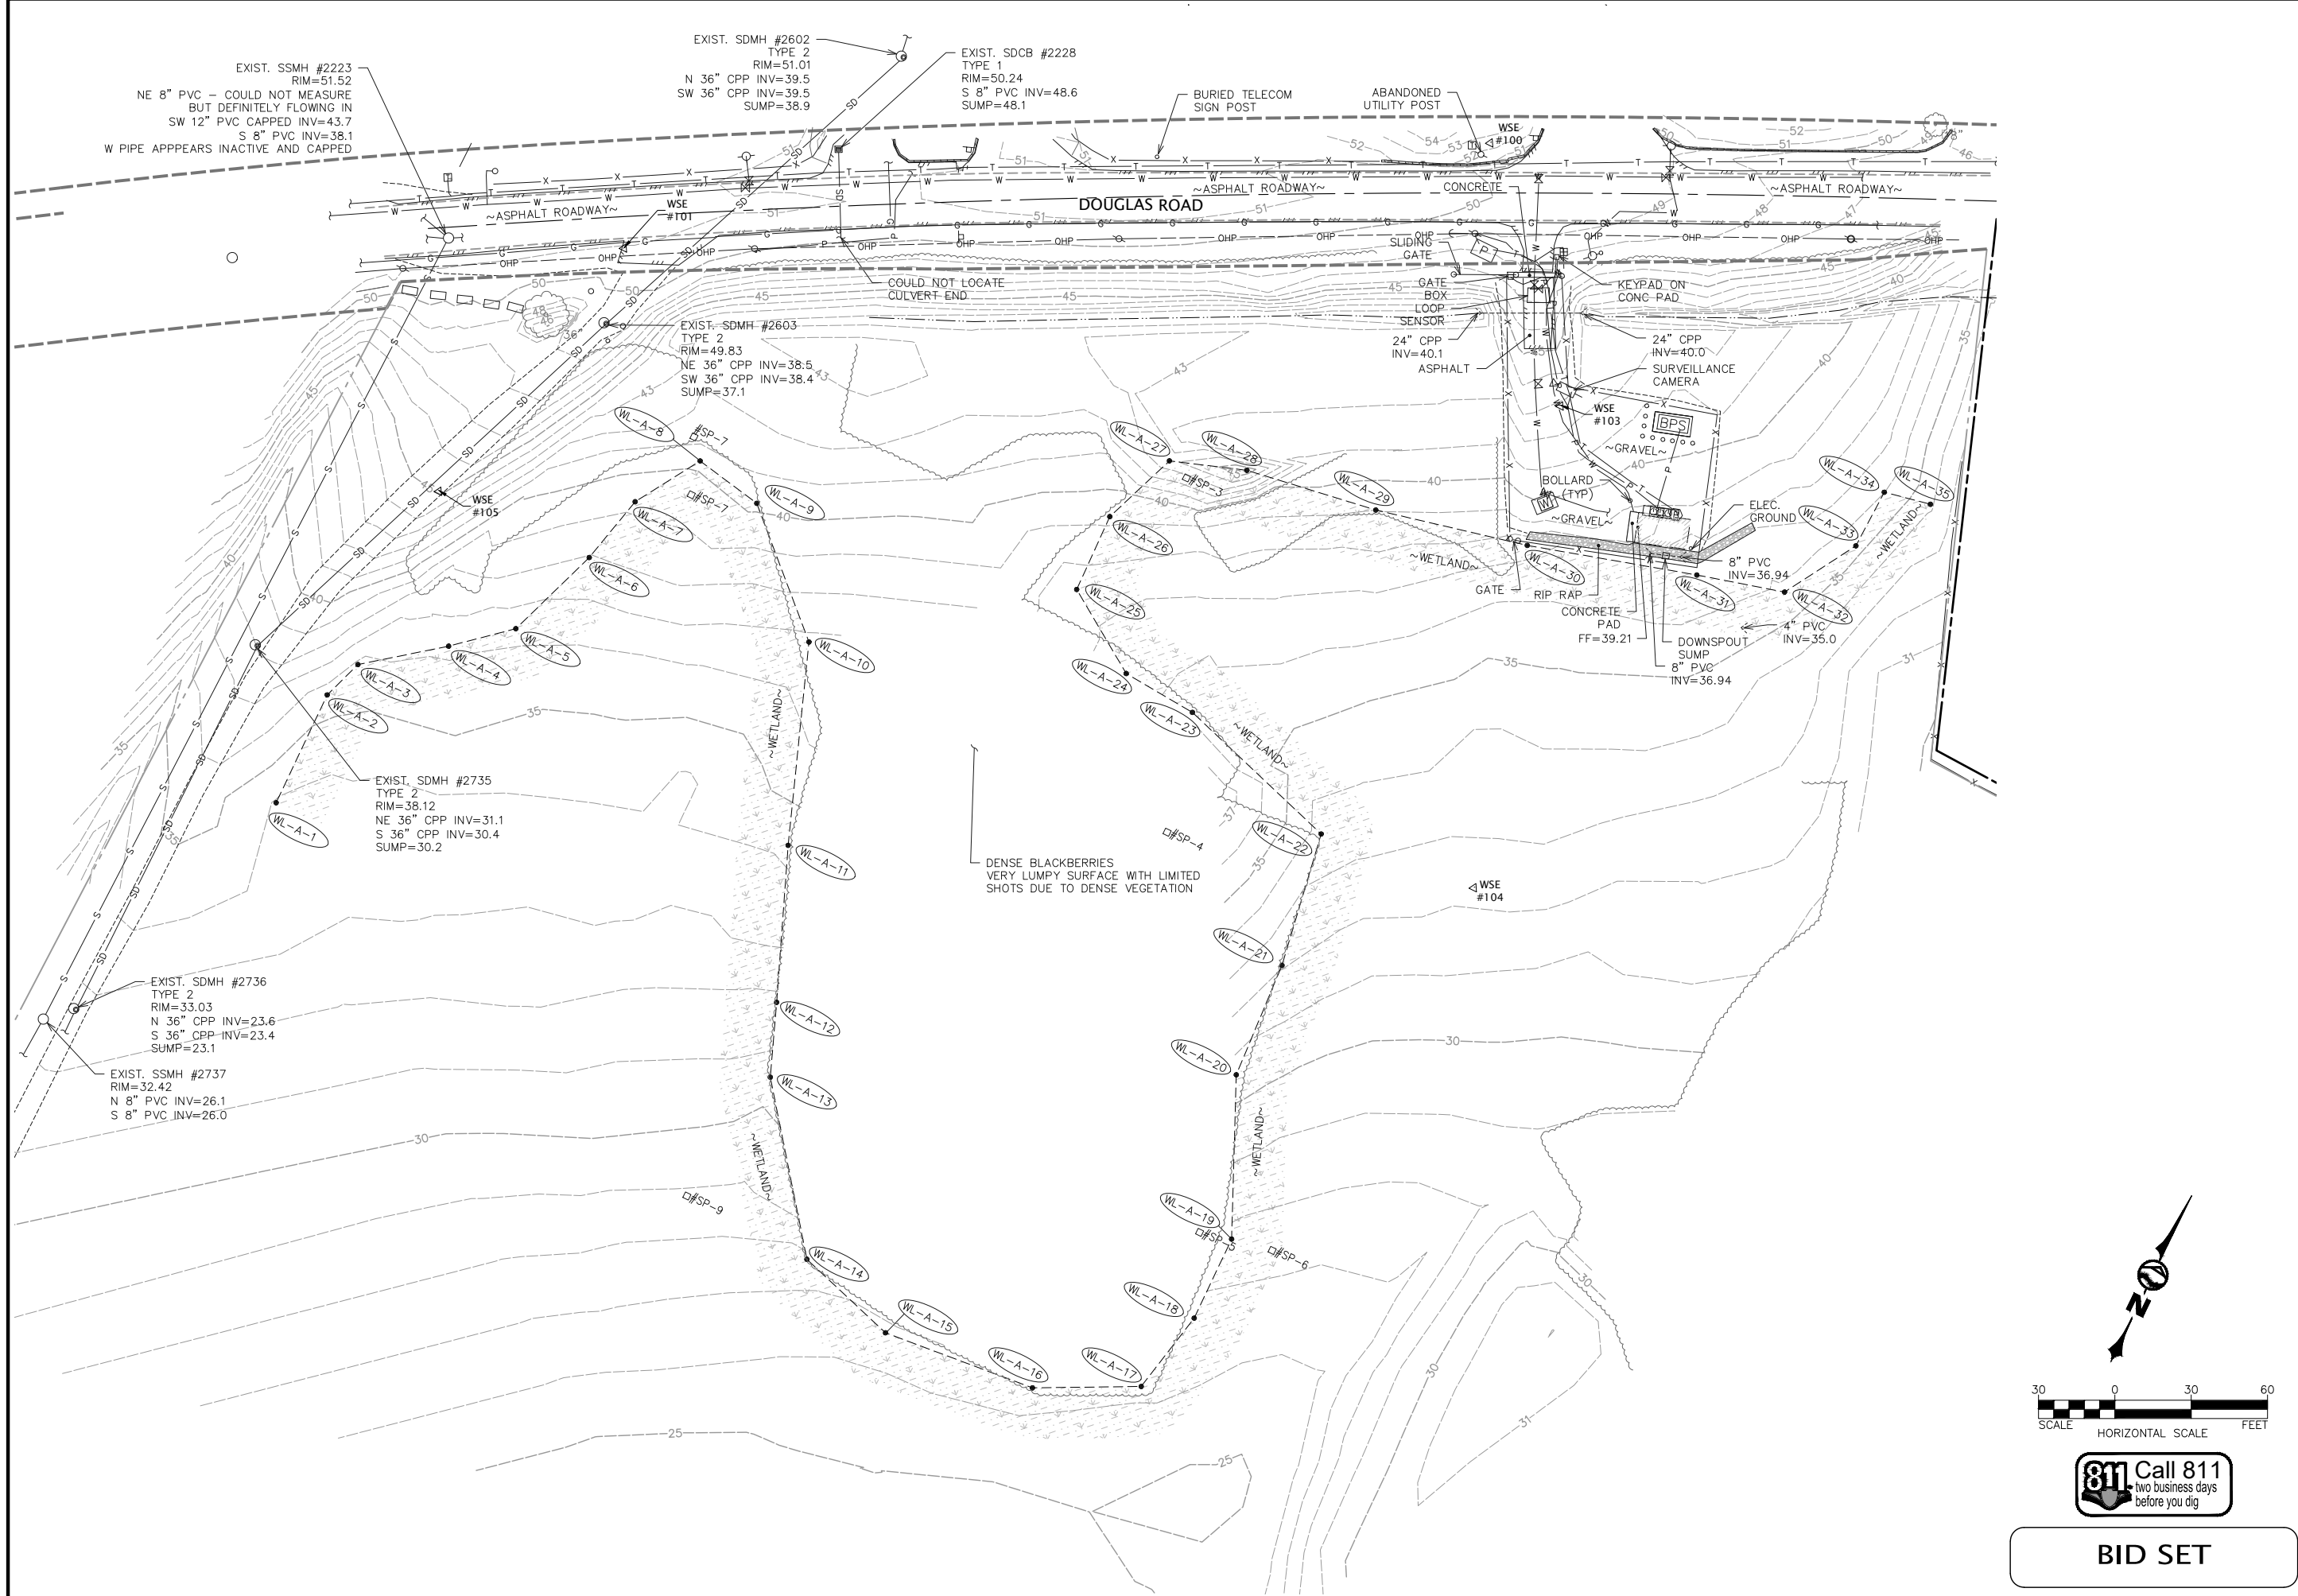 EXIST. SSMH #2223
RIM=51.52
NE 8" PVC – COULD NOT MEASURE
BUT DEFINITELY FLOWING IN
SW 12" PVC CAPPED INV=43.7
S 8" PVC INV=38.1
W PIPE APPPEARS INACTIVE AND CAPPED
EXIST. SDMH #2602
TYPE 2
RIM=51.01
N 36" CPP INV=39.5
SW 36" CPP INV=39.5
SUMP=38.9
EXIST. SDCB #2228
TYPE 1
RIM=50.24
S 8" PVC INV=48.6
SUMP=48.1
BURIED TELECOM
SIGN POST
ABANDONED
UTILITY POST
WSE
#100
~ASPHALT ROADWAY~
WSE
#101
DOUGLAS ROAD
~ASPHALT ROADWAY~
CONCRETE
~ASPHALT ROADWAY~
SLIDING
GATE
GATE
BOX
LOOP
SENSOR
24" CPP
INV=40.1
ASPHALT
KEYPAD ON
CONC PAD
24" CPP
INV=40.0
SURVEILLANCE
CAMERA
COULD NOT LOCATE
CULVERT END
EXIST. SDMH #2603
TYPE 2
RIM=49.83
NE 36" CPP INV=38.5
SW 36" CPP INV=38.4
SUMP=37.1
WSE
#103
BPS
~GRAVEL~
BOLLARD
(TYP)
~GRAVEL~
ELEC.
GROUND
WSE
#105
#SP-7
#SP-7
#SP-3
~WETLAND~
~WETLAND~
8" PVC
INV=36.94
GATE
RIP RAP
CONCRETE
PAD
FF=39.21
DOWNSPOUT
SUMP
8" PVC
INV=36.94
4" PVC
INV=35.0
WL-A-1
WL-A-2
WL-A-3
WL-A-4
WL-A-5
WL-A-6
WL-A-7
WL-A-8
WL-A-9
WL-A-10
WL-A-11
WL-A-12
WL-A-13
WL-A-14
WL-A-15
WL-A-16
WL-A-17
WL-A-18
WL-A-19
WL-A-20
WL-A-21
WL-A-22
WL-A-23
WL-A-24
WL-A-25
WL-A-26
WL-A-27
WL-A-28
WL-A-29
WL-A-30
WL-A-31
WL-A-32
WL-A-33
WL-A-34
WL-A-35
~WETLAND~
~WETLAND~
EXIST. SDMH #2735
TYPE 2
RIM=38.12
NE 36" CPP INV=31.1
S 36" CPP INV=30.4
SUMP=30.2
#SP-4
DENSE BLACKBERRIES
VERY LUMPY SURFACE WITH LIMITED
SHOTS DUE TO DENSE VEGETATION
WSE
#104
EXIST. SDMH #2736
TYPE 2
RIM=33.03
N 36" CPP INV=23.6
S 36" CPP INV=23.4
SUMP=23.1
EXIST. SSMH #2737
RIM=32.42
N 8" PVC INV=26.1
S 8" PVC INV=26.0
~WETLAND~
~WETLAND~
#SP-9
#SP-5
#SP-6
N
30 0 30 60
SCALE FEET
HORIZONTAL SCALE
811
Call 811
two business days
before you dig
BID SET